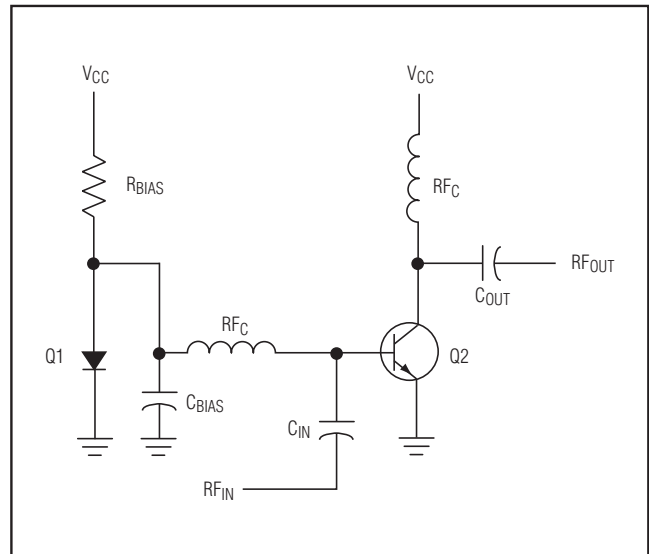 VCC
VCC
RBIAS
RFC
RFOUT
COUT
RFC
Q1
Q2
CBIAS
CIN
RFIN